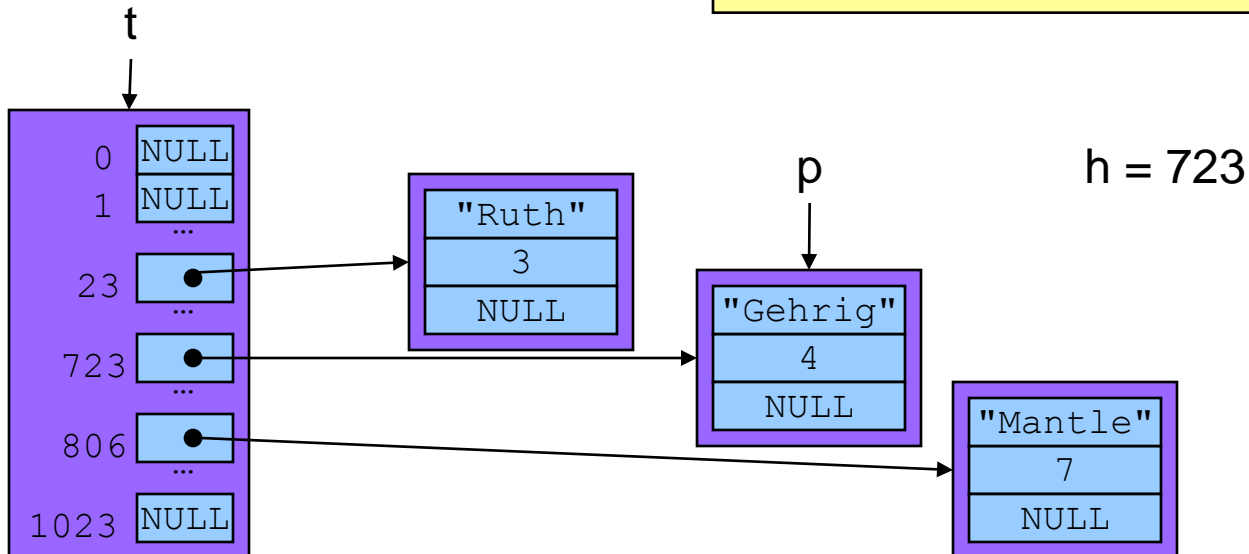 t
0 NULL
1 NULL
...
23
...
723
...
806
...
1023 NULL
"Ruth"
3
NULL
p
"Gehrig"
4
NULL
"Mantle"
7
NULL
h = 723